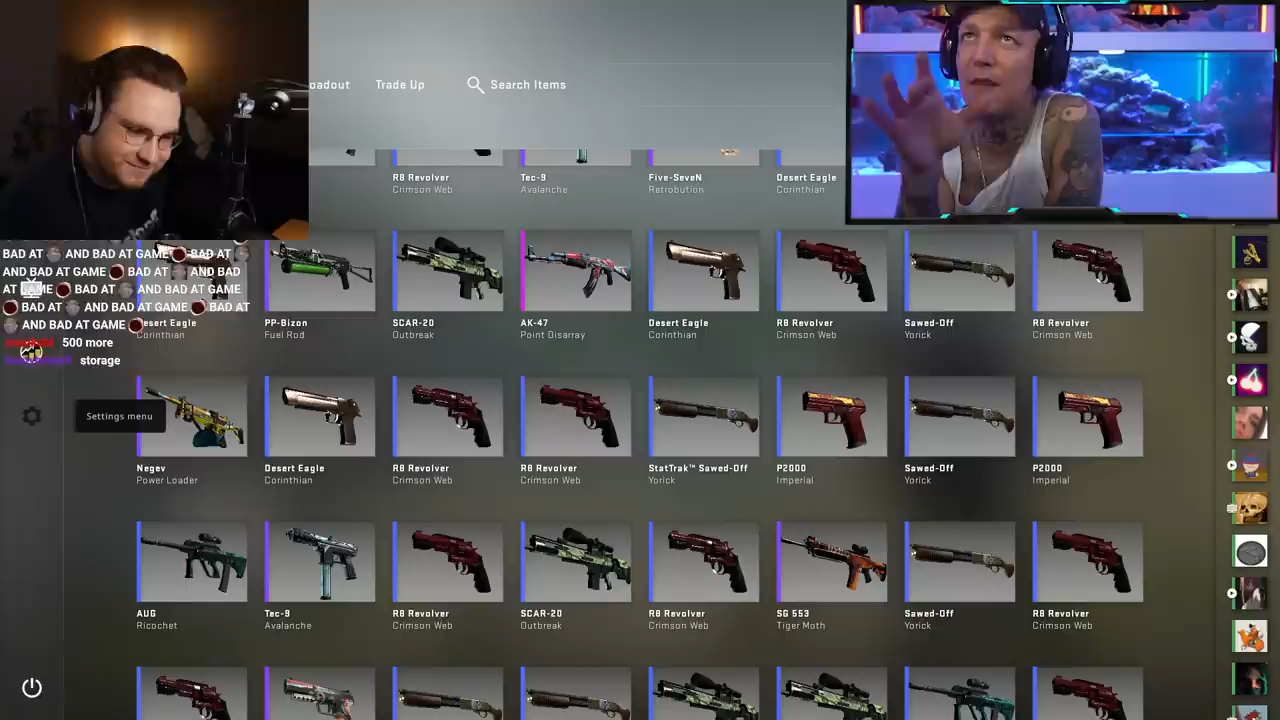 oadout Trade Up Search Items
R8 Revolver Tec-9 Five-SeveN Desert Eagle
Crimson Web Avalanche Retrobution Corinthian
BAD AT AND BAD AT GAME BAD AT
AND BAD AT GAME BAD AT AND BAD
AT GAME BAD AT AND BAD AT GAME
BAD AT AND BAD AT GAME BAD AT
AND BAD AT GAME
500 more
storage
Desert Eagle PP-Bizon SCAR-20 AK-47 Desert Eagle R8 Revolver Sawed-Off R8 Revolver
Corinthian Fuel Rod Outbreak Point Disarray Corinthian Crimson Web Yorick Crimson Web
Settings menu
Negev Desert Eagle R8 Revolver R8 Revolver StatTrak™ Sawed-Off P2000 Sawed-Off P2000
Power Loader Corinthian Crimson Web Crimson Web Yorick Imperial Yorick Imperial
AUG Tec-9 R8 Revolver SCAR-20 R8 Revolver SG 553 Sawed-Off R8 Revolver
Ricochet Avalanche Crimson Web Outbreak Crimson Web Tiger Moth Yorick Crimson Web